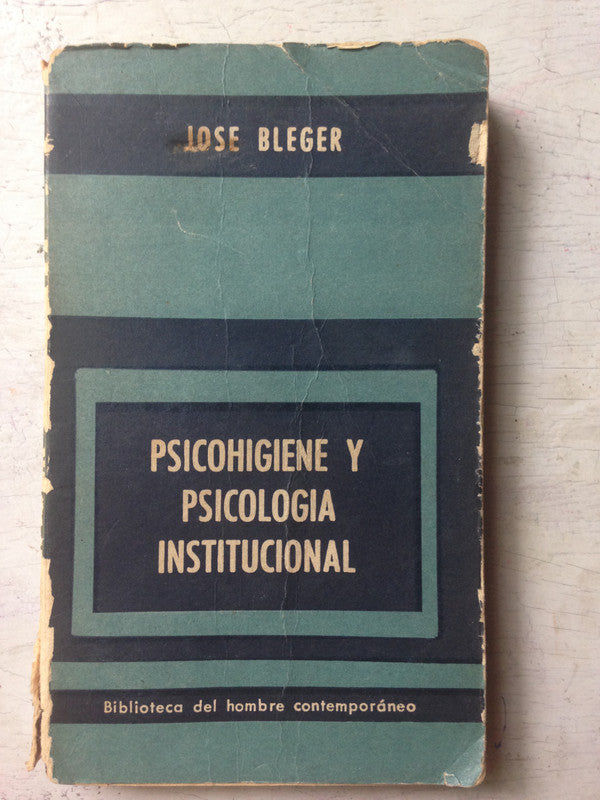 JOSE BLEGER
PSICOHIGIENE Y
PSICOLOGIA
INSTITUCIONAL
Biblioteca del hombre contemporáneo